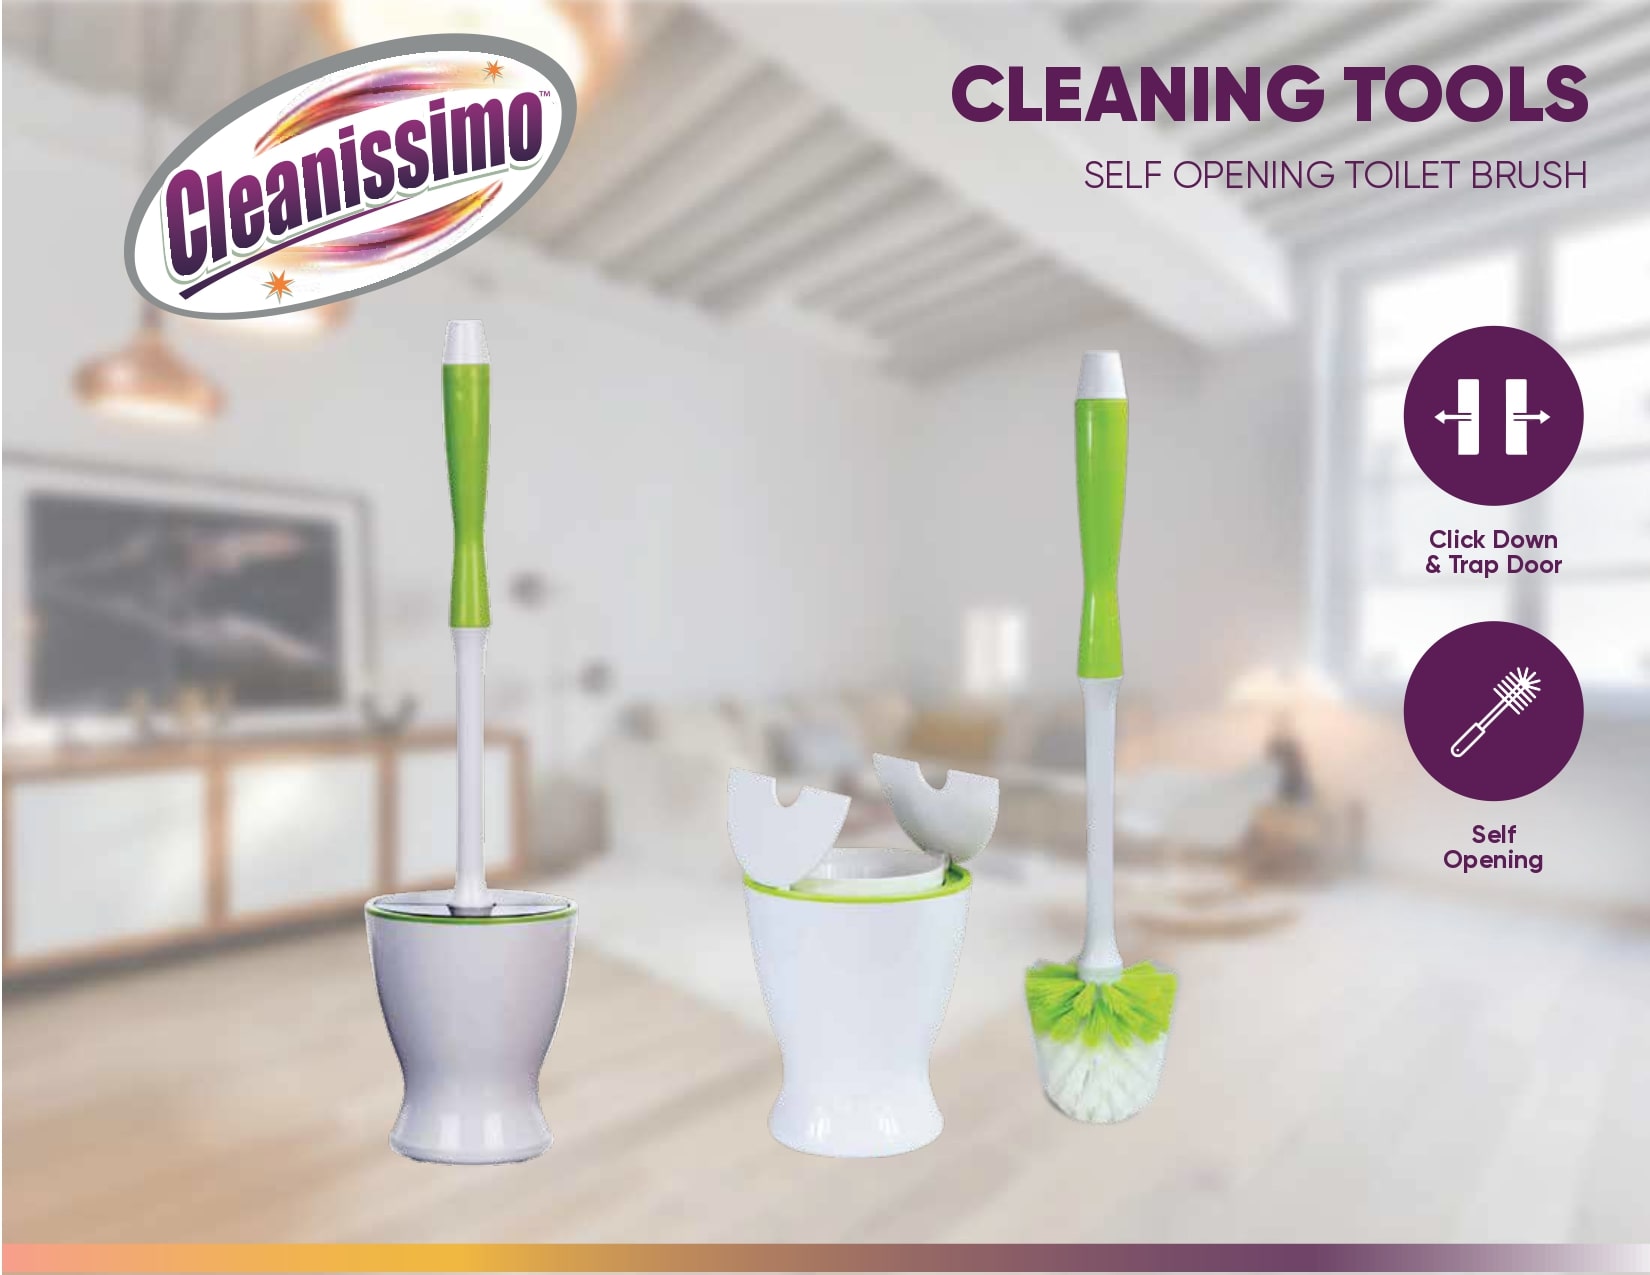 Cleanissimo™
CLEANING TOOLS
SELF OPENING TOILET BRUSH
Click Down
& Trap Door
Self
Opening